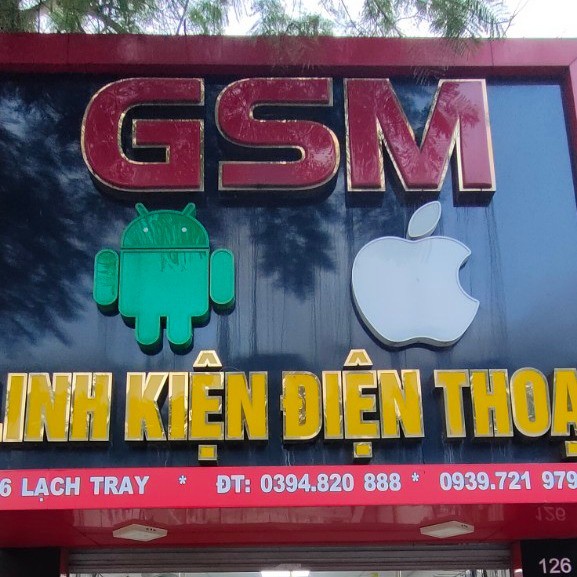 GSM
LINH KIỆN ĐIỆN THOẠ
6 LẠCH TRAY * ĐT: 0394.820 888 * 0939.721 979
126